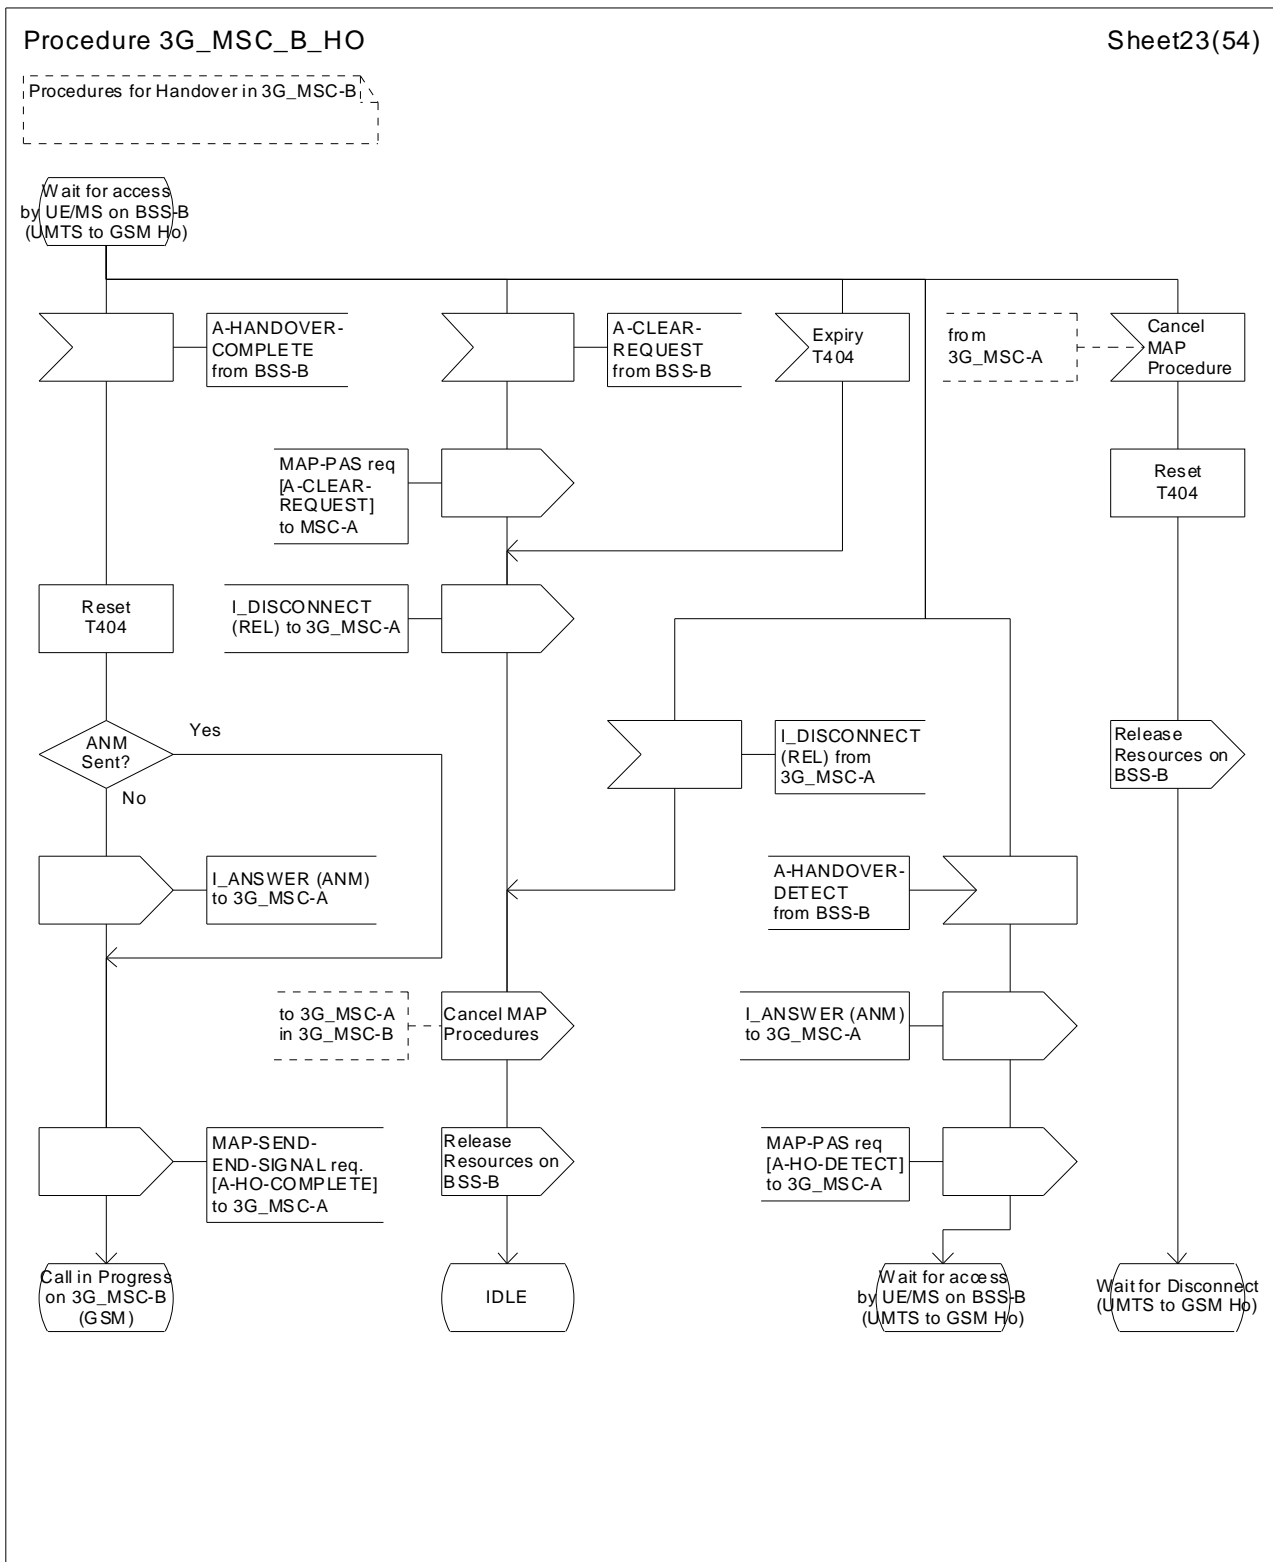 Procedure 3G_MSC_B_HO
Sheet23(54)
Procedures for Handover in 3G_MSC-B
Wait for access
by UE/MS on BSS-B
(UMTS to GSM Ho)
A-HANDOVER-
COMPLETE
from BSS-B
A-CLEAR-
REQUEST
from BSS-B
Expiry
T404
from
3G_MSC-A
Cancel
MAP
Procedure
MAP-PAS req
[A-CLEAR-
REQUEST]
to MSC-A
Reset
T404
Reset
T404
I_DISCONNECT
(REL) to 3G_MSC-A
ANM
Sent?
Yes
No
I_DISCONNECT
(REL) from
3G_MSC-A
Release
Resources on
BSS-B
I_ANSWER (ANM)
to 3G_MSC-A
A-HANDOVER-
DETECT
from BSS-B
to 3G_MSC-A
in 3G_MSC-B
Cancel MAP
Procedures
I_ANSWER (ANM)
to 3G_MSC-A
MAP-SEND-
END-SIGNAL req.
[A-HO-COMPLETE]
to 3G_MSC-A
Release
Resources on
BSS-B
MAP-PAS req
[A-HO-DETECT]
to 3G_MSC-A
Call in Progress
on 3G_MSC-B
(GSM)
IDLE
Wait for access
by UE/MS on BSS-B
(UMTS to GSM Ho)
Wait for Disconnect
(UMTS to GSM Ho)